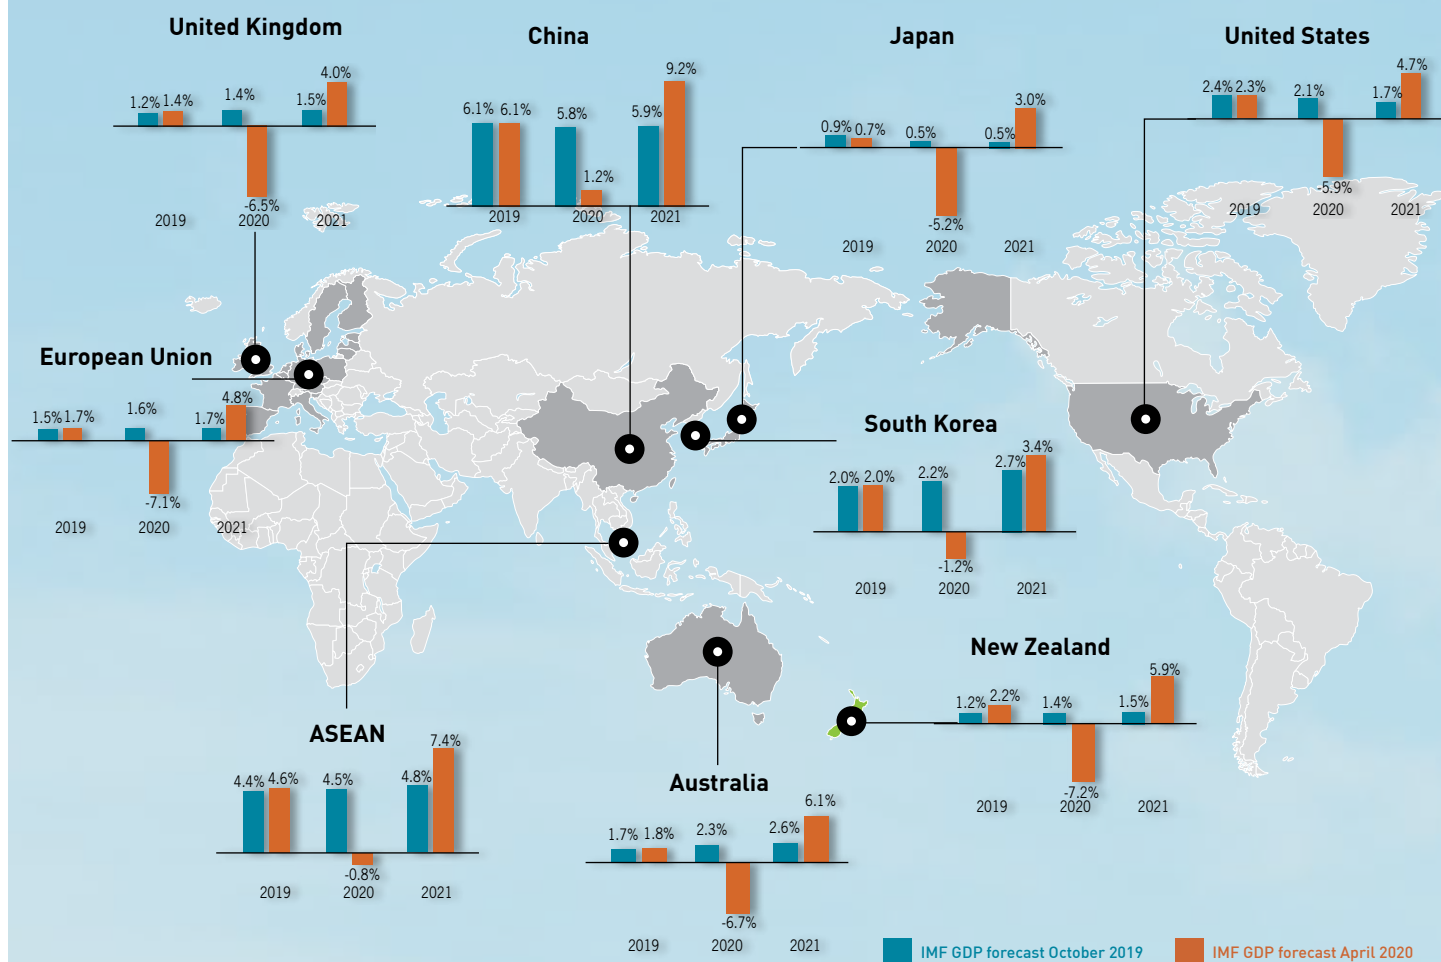 United Kingdom
1.2% 1.4%
1.4%
-6.5%
1.5%
4.0%
2019 2020 2021
China
6.1% 6.1%
5.8%
1.2%
5.9%
9.2%
2019 2020 2021
Japan
0.9% 0.7%
0.5%
-5.2%
0.5%
3.0%
2019 2020 2021
United States
2.4% 2.3%
2.1%
-5.9%
1.7%
4.7%
2019 2020 2021
European Union
1.5% 1.7%
1.6%
-7.1%
1.7%
4.8%
2019 2020 2021
South Korea
2.0% 2.0%
2.2%
-1.2%
2.7%
3.4%
2019 2020 2021
New Zealand
1.2% 2.2%
1.4%
-7.2%
1.5%
5.9%
2019 2020 2021
ASEAN
4.4% 4.6%
4.5%
-0.8%
4.8%
7.4%
2019 2020 2021
Australia
1.7% 1.8%
2.3%
-6.7%
2.6%
6.1%
2019 2020 2021
IMF GDP forecast October 2019
IMF GDP forecast April 2020